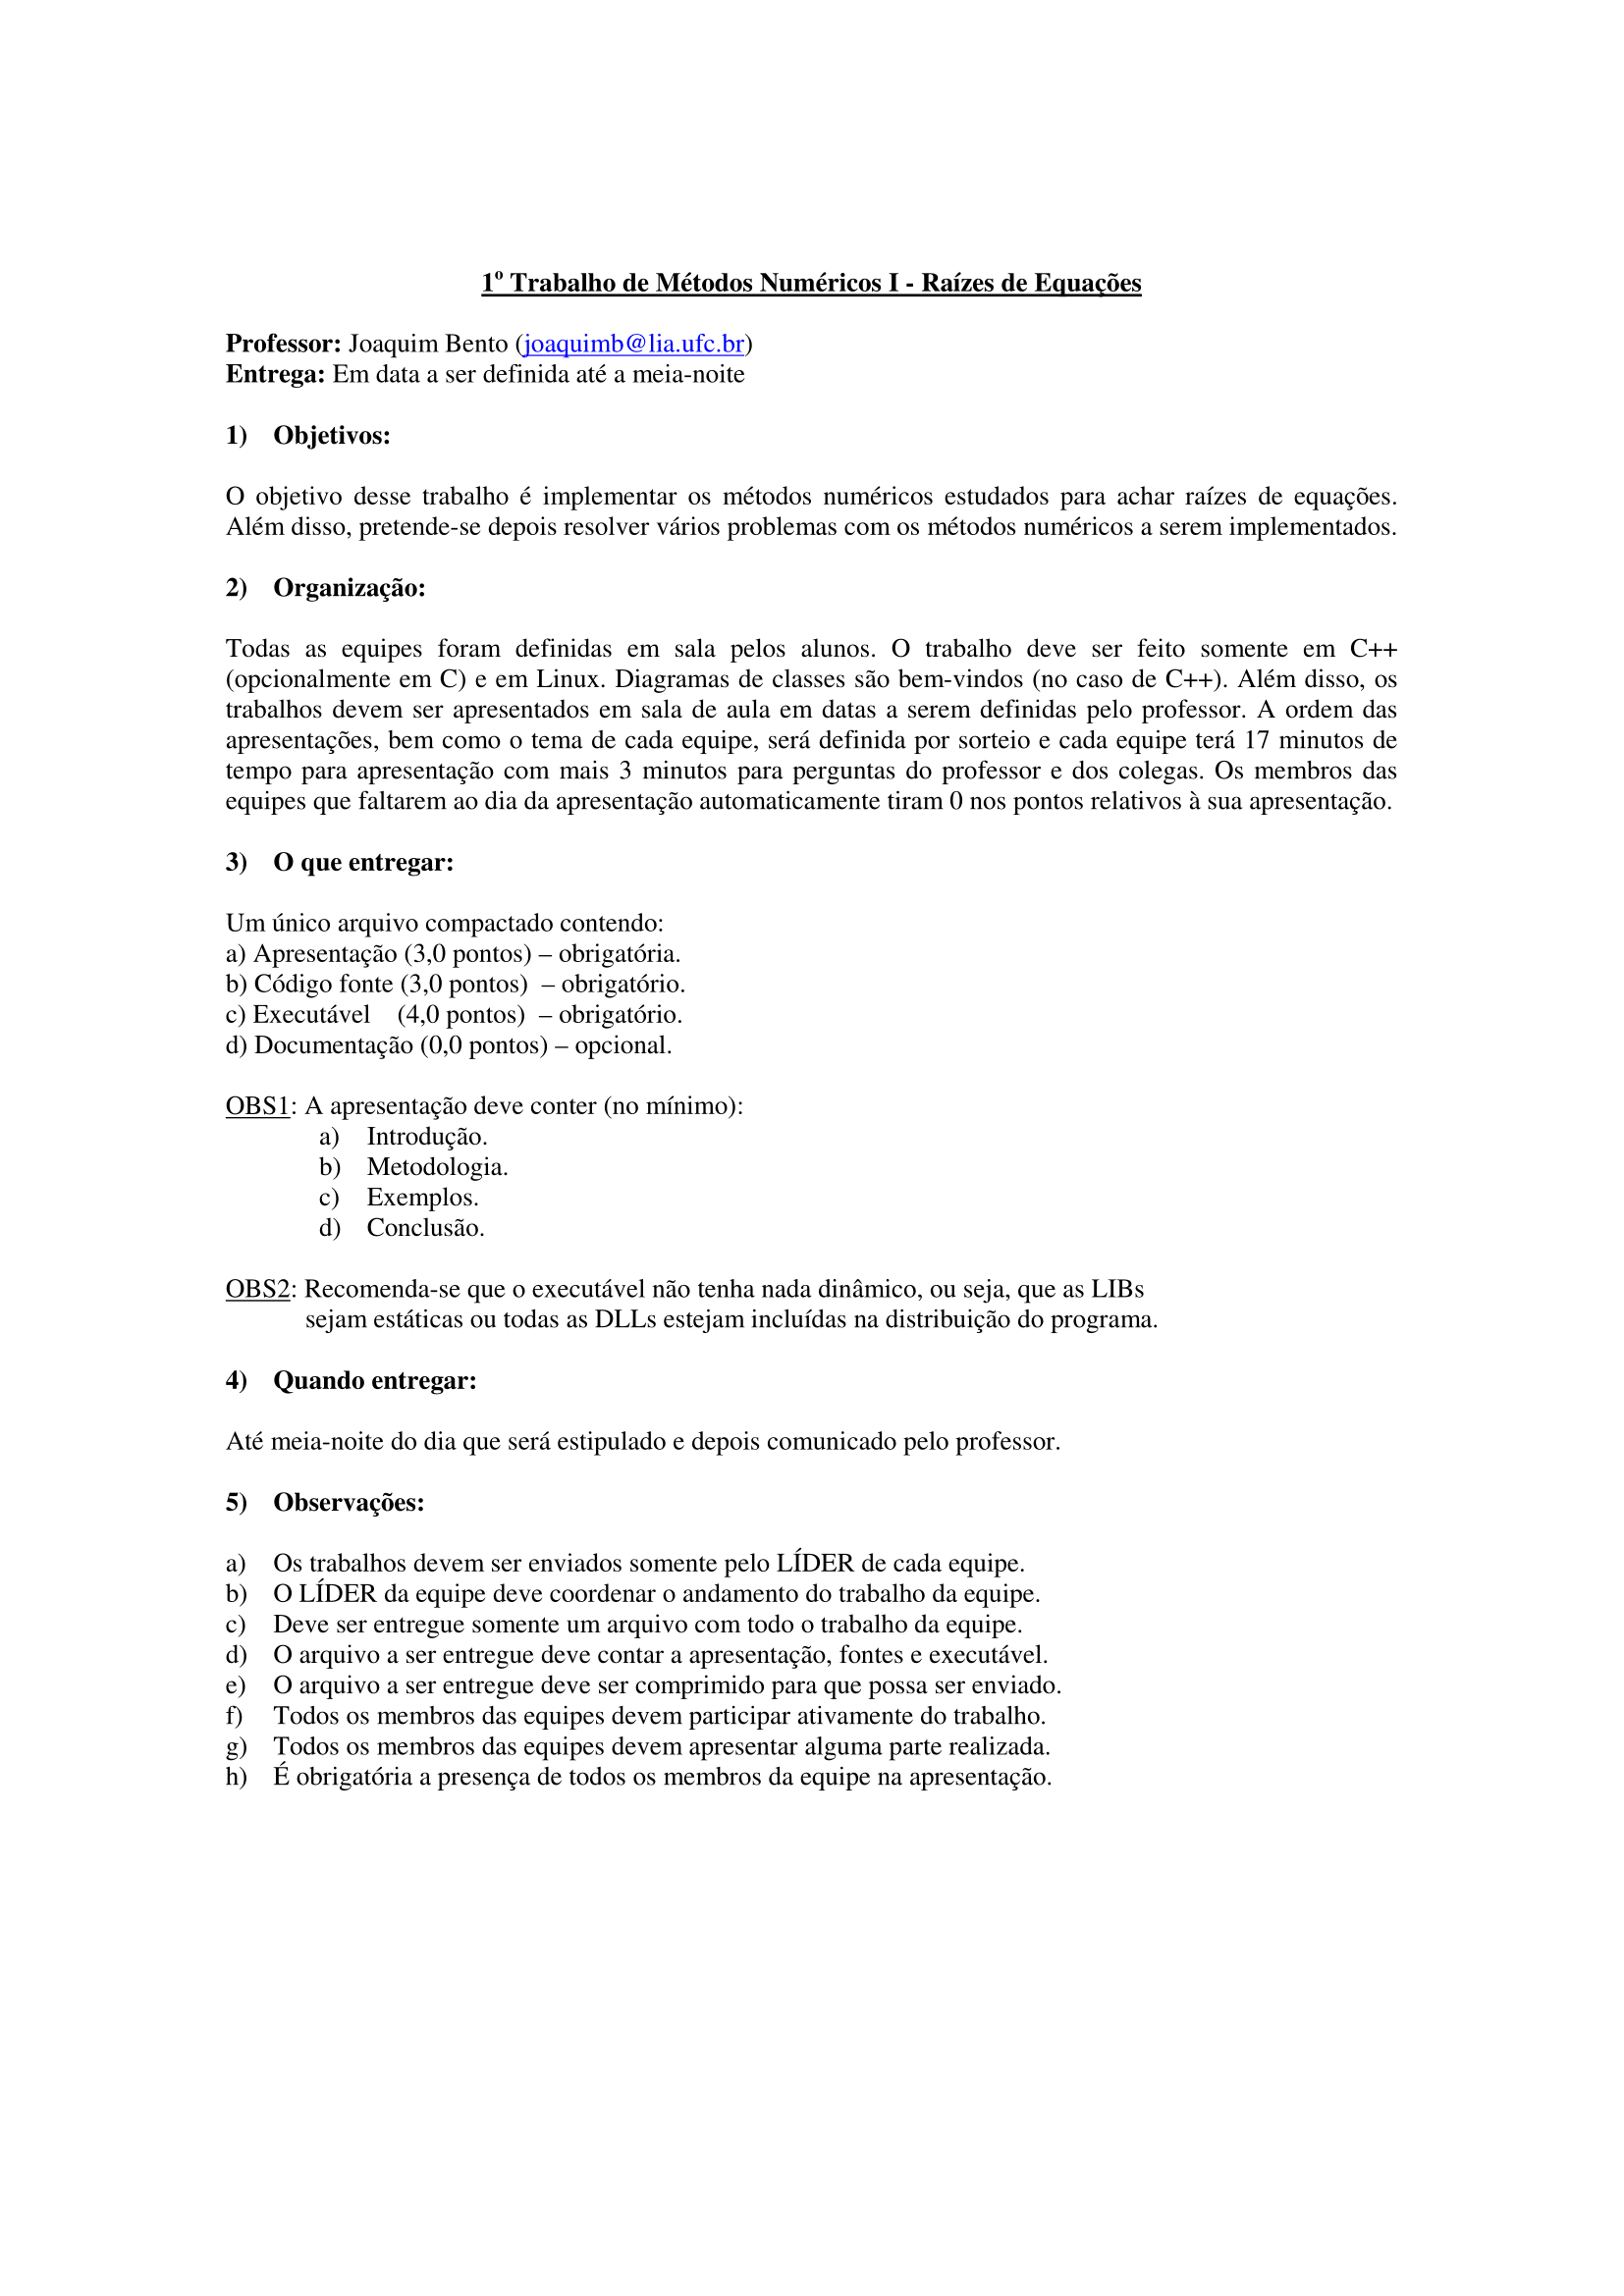 1º Trabalho de Métodos Numéricos I - Raízes de Equações
Professor: Joaquim Bento (joaquimb@lia.ufc.br)
Entrega: Em data a ser definida até a meia-noite
1) Objetivos:
O objetivo desse trabalho é implementar os métodos numéricos estudados para achar raízes de equações.
Além disso, pretende-se depois resolver vários problemas com os métodos numéricos a serem implementados.
2) Organização:
Todas as equipes foram definidas em sala pelos alunos. O trabalho deve ser feito somente em C++
(opcionalmente em C) e em Linux. Diagramas de classes são bem-vindos (no caso de C++). Além disso, os
trabalhos devem ser apresentados em sala de aula em datas a serem definidas pelo professor. A ordem das
apresentações, bem como o tema de cada equipe, será definida por sorteio e cada equipe terá 17 minutos de
tempo para apresentação com mais 3 minutos para perguntas do professor e dos colegas. Os membros das
equipes que faltarem ao dia da apresentação automaticamente tiram 0 nos pontos relativos à sua apresentação.
3) O que entregar:
Um único arquivo compactado contendo:
a) Apresentação (3,0 pontos) – obrigatória.
b) Código fonte (3,0 pontos) – obrigatório.
c) Executável (4,0 pontos) – obrigatório.
d) Documentação (0,0 pontos) – opcional.
OBS1: A apresentação deve conter (no mínimo):
a) Introdução.
b) Metodologia.
c) Exemplos.
d) Conclusão.
OBS2: Recomenda-se que o executável não tenha nada dinâmico, ou seja, que as LIBs
sejam estáticas ou todas as DLLs estejam incluídas na distribuição do programa.
4) Quando entregar:
Até meia-noite do dia que será estipulado e depois comunicado pelo professor.
5) Observações:
a) Os trabalhos devem ser enviados somente pelo LÍDER de cada equipe.
b) O LÍDER da equipe deve coordenar o andamento do trabalho da equipe.
c) Deve ser entregue somente um arquivo com todo o trabalho da equipe.
d) O arquivo a ser entregue deve contar a apresentação, fontes e executável.
e) O arquivo a ser entregue deve ser comprimido para que possa ser enviado.
f) Todos os membros das equipes devem participar ativamente do trabalho.
g) Todos os membros das equipes devem apresentar alguma parte realizada.
h) É obrigatória a presença de todos os membros da equipe na apresentação.